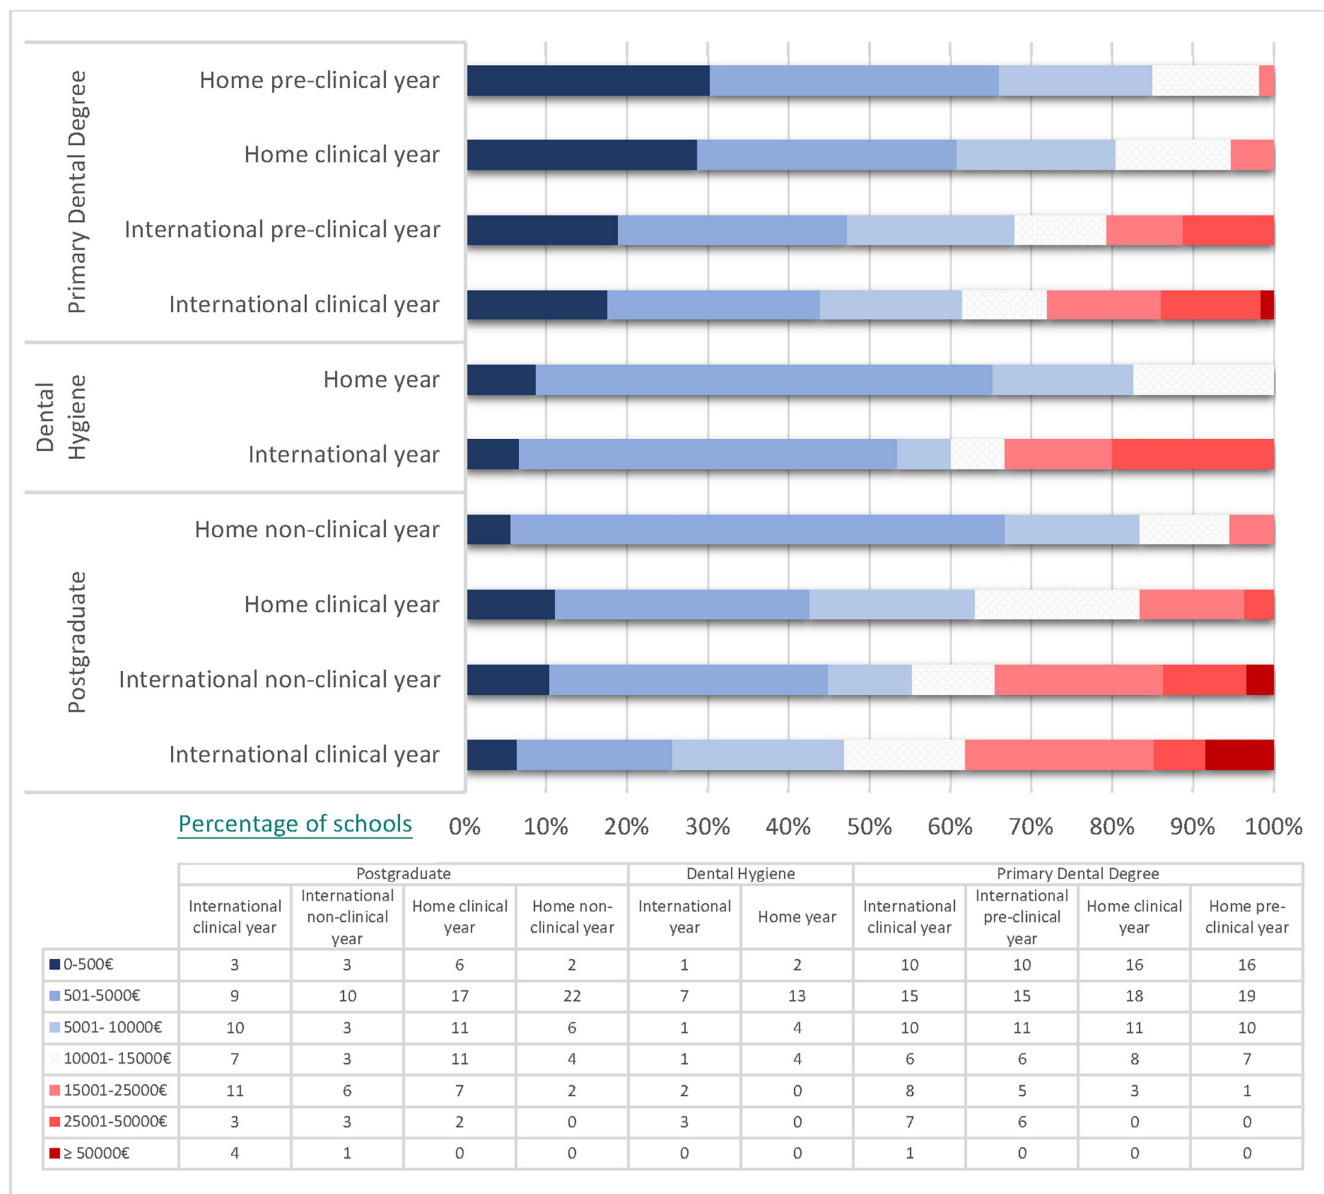 Primary Dental Degree
Home pre-clinical year
Home clinical year
International pre-clinical year
International clinical year
Dental
Hygiene
Home year
International year
Postgraduate
Home non-clinical year
Home clinical year
International non-clinical year
International clinical year
Percentage of schools 0% 10% 20% 30% 40% 50% 60% 70% 80% 90% 100%
Postgraduate Dental Hygiene Primary Dental Degree
International clinical year International non-clinical year Home clinical year Home non-clinical year International year Home year International clinical year International pre-clinical year Home clinical year Home pre-clinical year
0-500€ 3 3 6 2 1 2 10 10 16 16
501-5000€ 9 10 17 22 7 13 15 15 18 19
5001- 10000€ 10 3 11 6 1 4 10 11 11 10
10001- 15000€ 7 3 11 4 1 4 6 6 8 7
15001-25000€ 11 6 7 2 2 0 8 5 3 1
25001-50000€ 3 3 2 0 3 0 7 6 0 0
≥ 50000€ 4 1 0 0 0 0 1 0 0 0